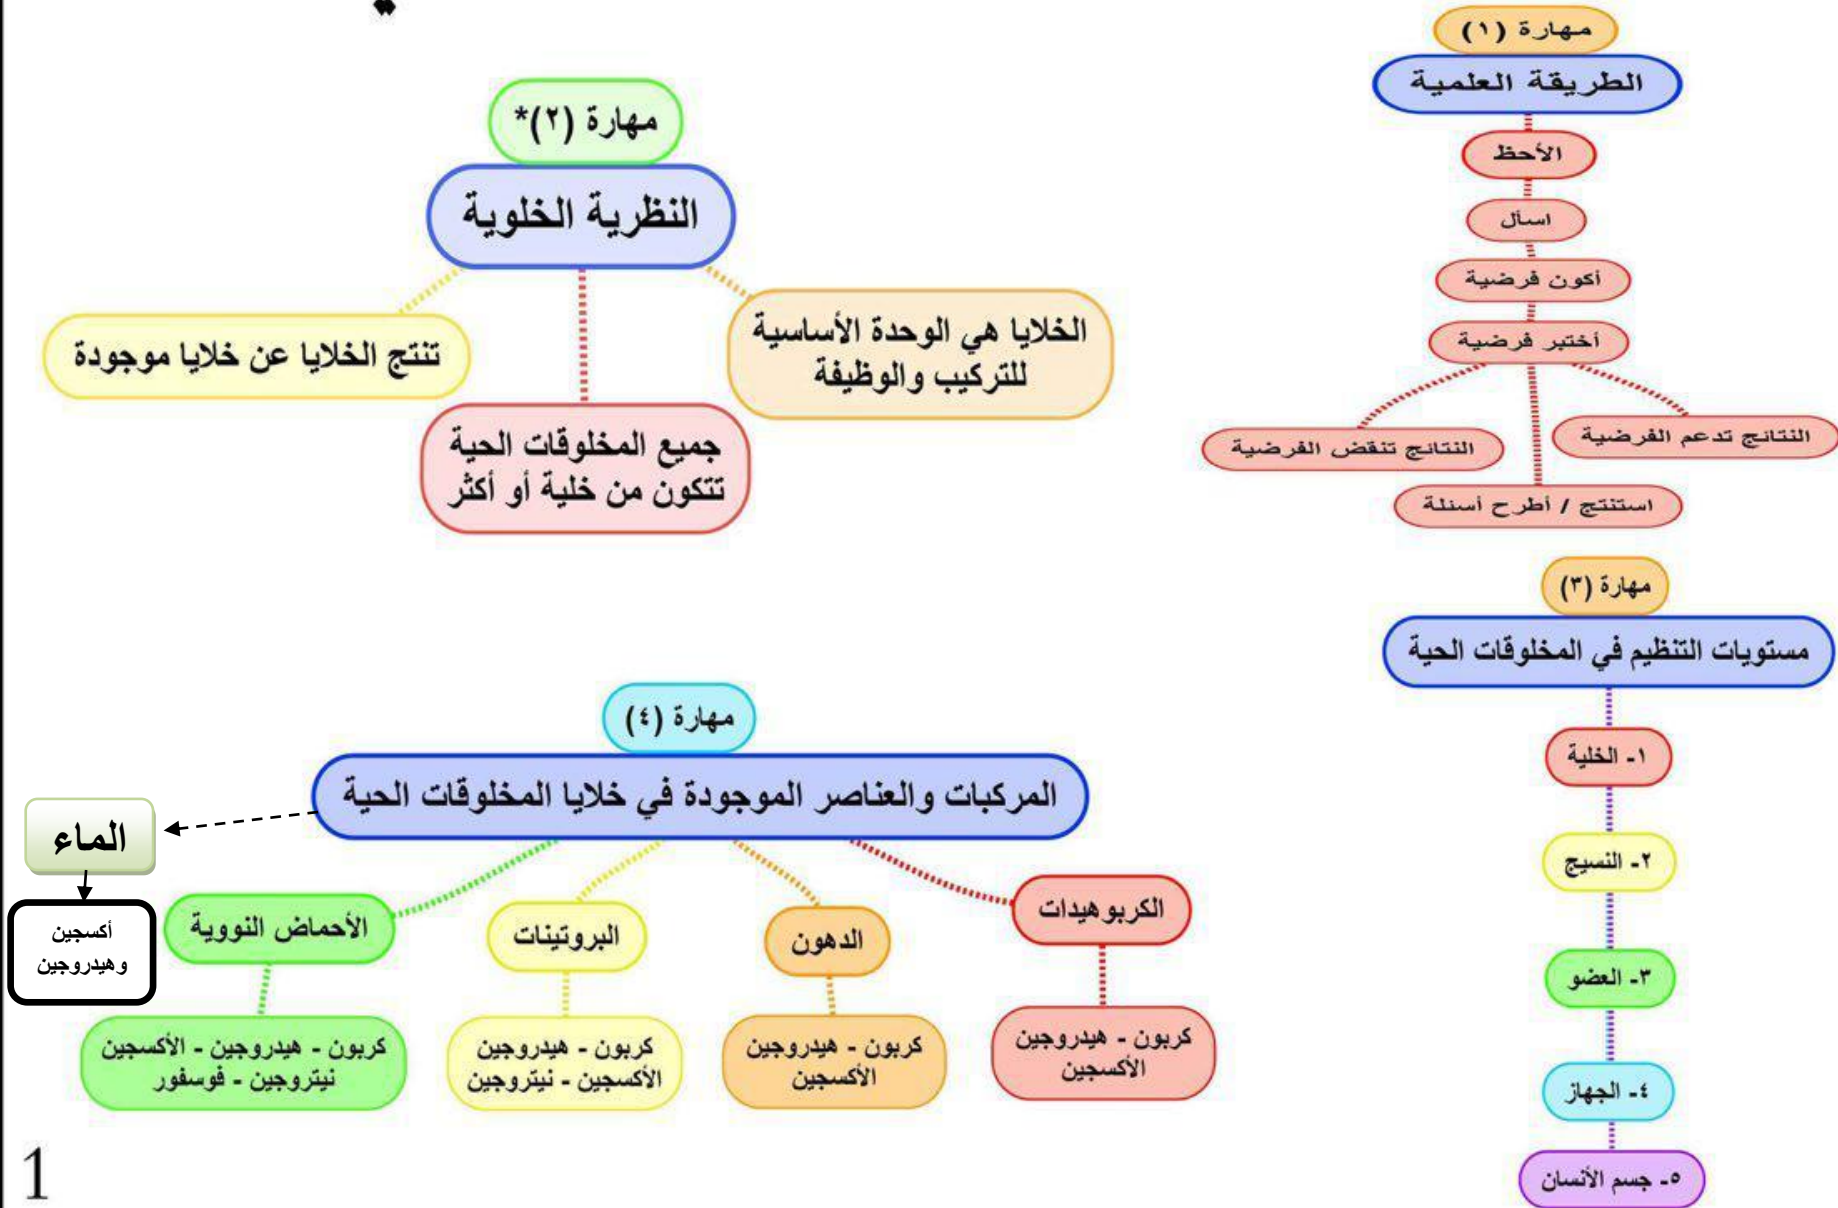 مهارة (١)
الطريقة العلمية
الأحظ
اسأل
أكون فرضية
أختبر فرضية
النتائج تدعم الفرضية
النتائج تنقض الفرضية
استنتج / أطرح أسئلة
مهارة (٢)*
النظرية الخلوية
الخلايا هي الوحدة الأساسية
للتركيب والوظيفة
جميع المخلوقات الحية
تتكون من خلية أو أكثر
تنتج الخلايا عن خلايا موجودة
مهارة (٣)
مستويات التنظيم في المخلوقات الحية
١- الخلية
٢- النسيج
٣- العضو
٤- الجهاز
٥- جسم الأنسان
مهارة (٤)
المركبات والعناصر الموجودة في خلايا المخلوقات الحية
الكربوهيدات
كربون - هيدروجين
الأكسجين
الدهون
كربون - هيدروجين
الأكسجين
البروتينات
كربون - هيدروجين
الأكسجين - نيتروجين
الأحماض النووية
كربون - هيدروجين - الأكسجين
نيتروجين - فوسفور
الماء
أكسجين
وهيدروجين
1